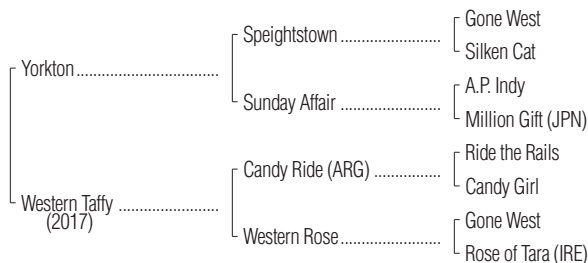 Gone West
Speightstown
Silken Cat
Yorkton
A.P. Indy
Sunday Affair
Million Gift (JPN)
Ride the Rails
Candy Ride (ARG)
Candy Girl
Western Taffy
(2017)
Gone West
Western Rose
Rose of Tara (IRE)